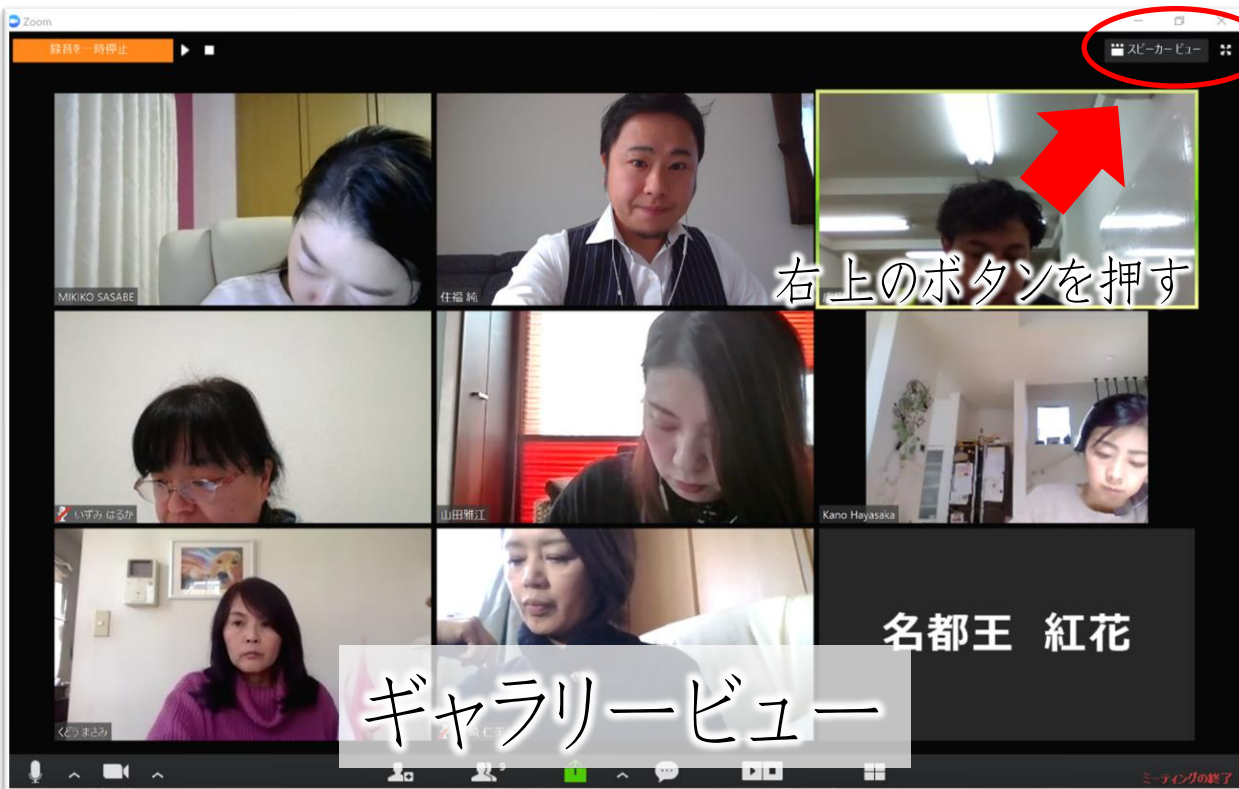 Zoom
録音を一時停止
スピーカー ビュー
MIKIKO SASABE
住福 純
右上のボタンを押す
いずみ はるか
山田雅江
Kano Hayasaka
名都王 紅花
くどう まさみ
ギャラリービュー
9
ミーティングの終了